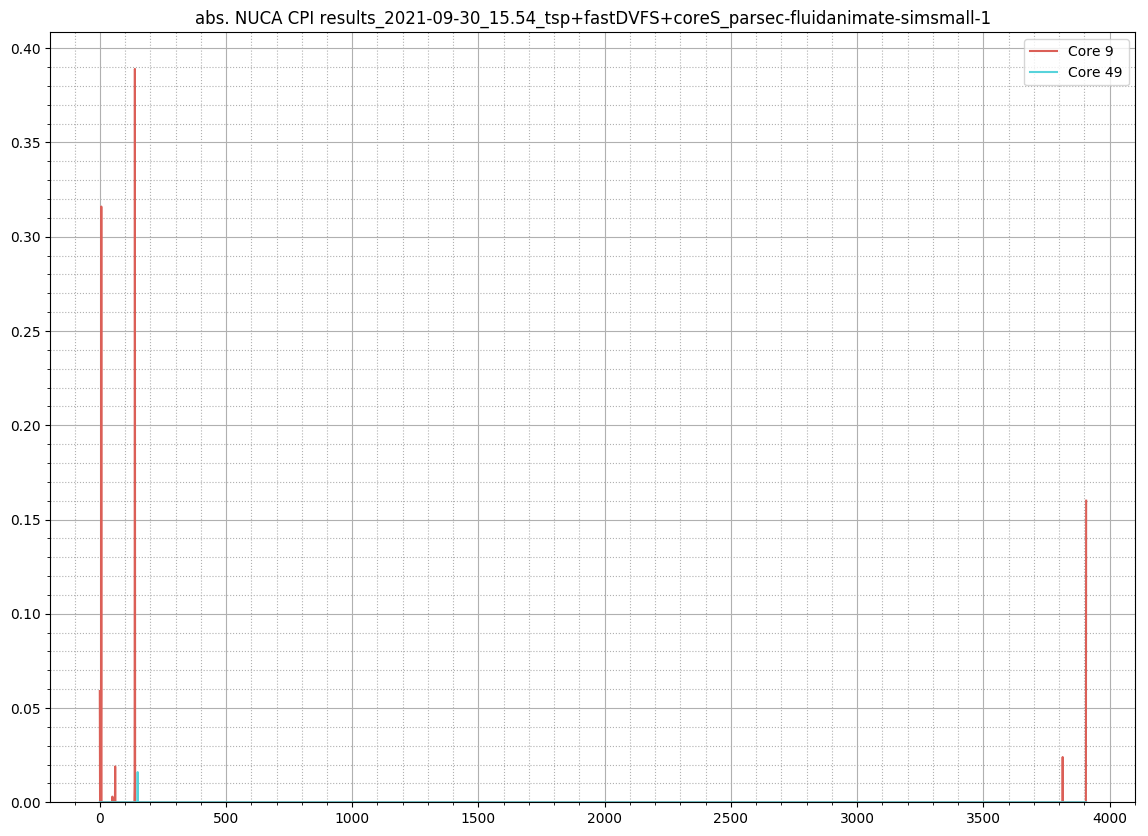 abs. NUCA CPI results_2021-09-30_15.54_tsp+fastDVFS+coreS_parsec-fluidanimate-simsmall-1
Core 9
Core 49
0.40
0.35
0.30
0.25
0.20
0.15
0.10
0.05
0.00
0 500 1000 1500 2000 2500 3000 3500 4000